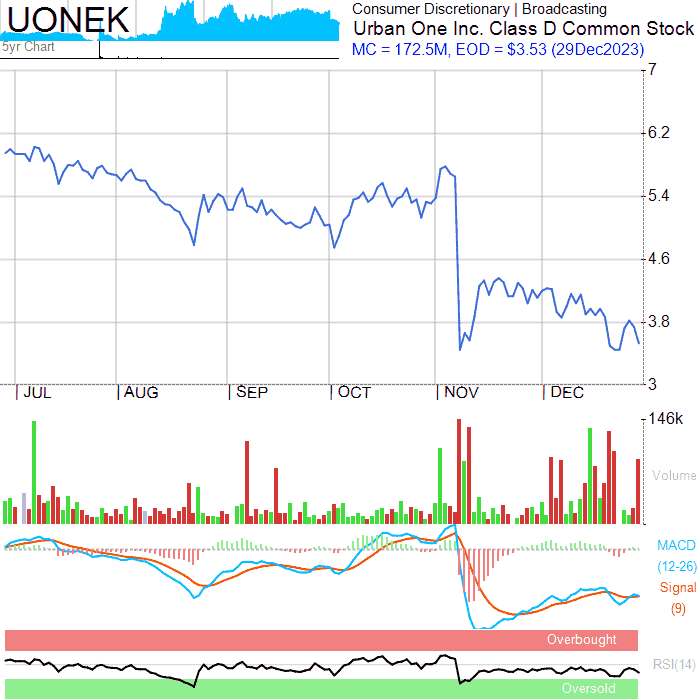 UONEK
5yr Chart
Consumer Discretionary | Broadcasting
Urban One Inc. Class D Common Stock
MC = 172.5M, EOD = $3.53 (29Dec2023)
7
6.2
5.4
4.6
3.8
3
JUL AUG SEP OCT NOV DEC
146k
Volume
MACD
(12-26)
Signal
(9)
Overbought
RSI(14)
Oversold